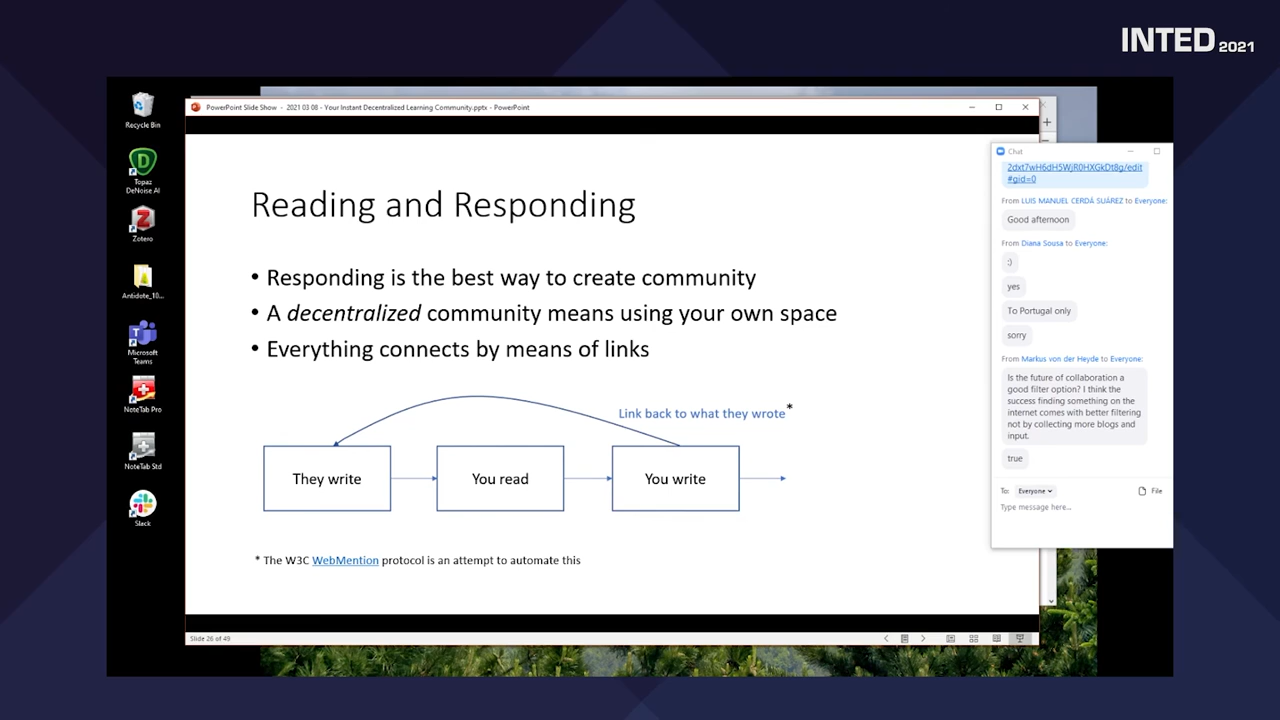 INTED 2021
Recycle Bin
Topaz
DeNoise AI
Zotero
Antidote_10...
Microsoft
Teams
NoteTab Pro
NoteTab Std
Slack
PowerPoint Slide Show - 2021 03 08 - Your Instant Decentralized Learning Community.pptx - PowerPoint
Reading and Responding
• Responding is the best way to create community
• A decentralized community means using your own space
• Everything connects by means of links
Link back to what they wrote*
They write
You read
You write
* The W3C WebMention protocol is an attempt to automate this
Slide 26 of 49
Chat
2dxt7wH6dH5WjR0HXGkDt8g/edit
#gid=0
From LUIS MANUEL CERDÁ SUÁREZ to Everyone:
Good afternoon
From Diana Sousa to Everyone:
;)
yes
To Portugal only
sorry
From Markus von der Heyde to Everyone:
Is the future of collaboration a
good filter option? I think the
success finding something on the
internet comes with better filtering
not by collecting more blogs and
input.
true
To: Everyone
File
Type message here...